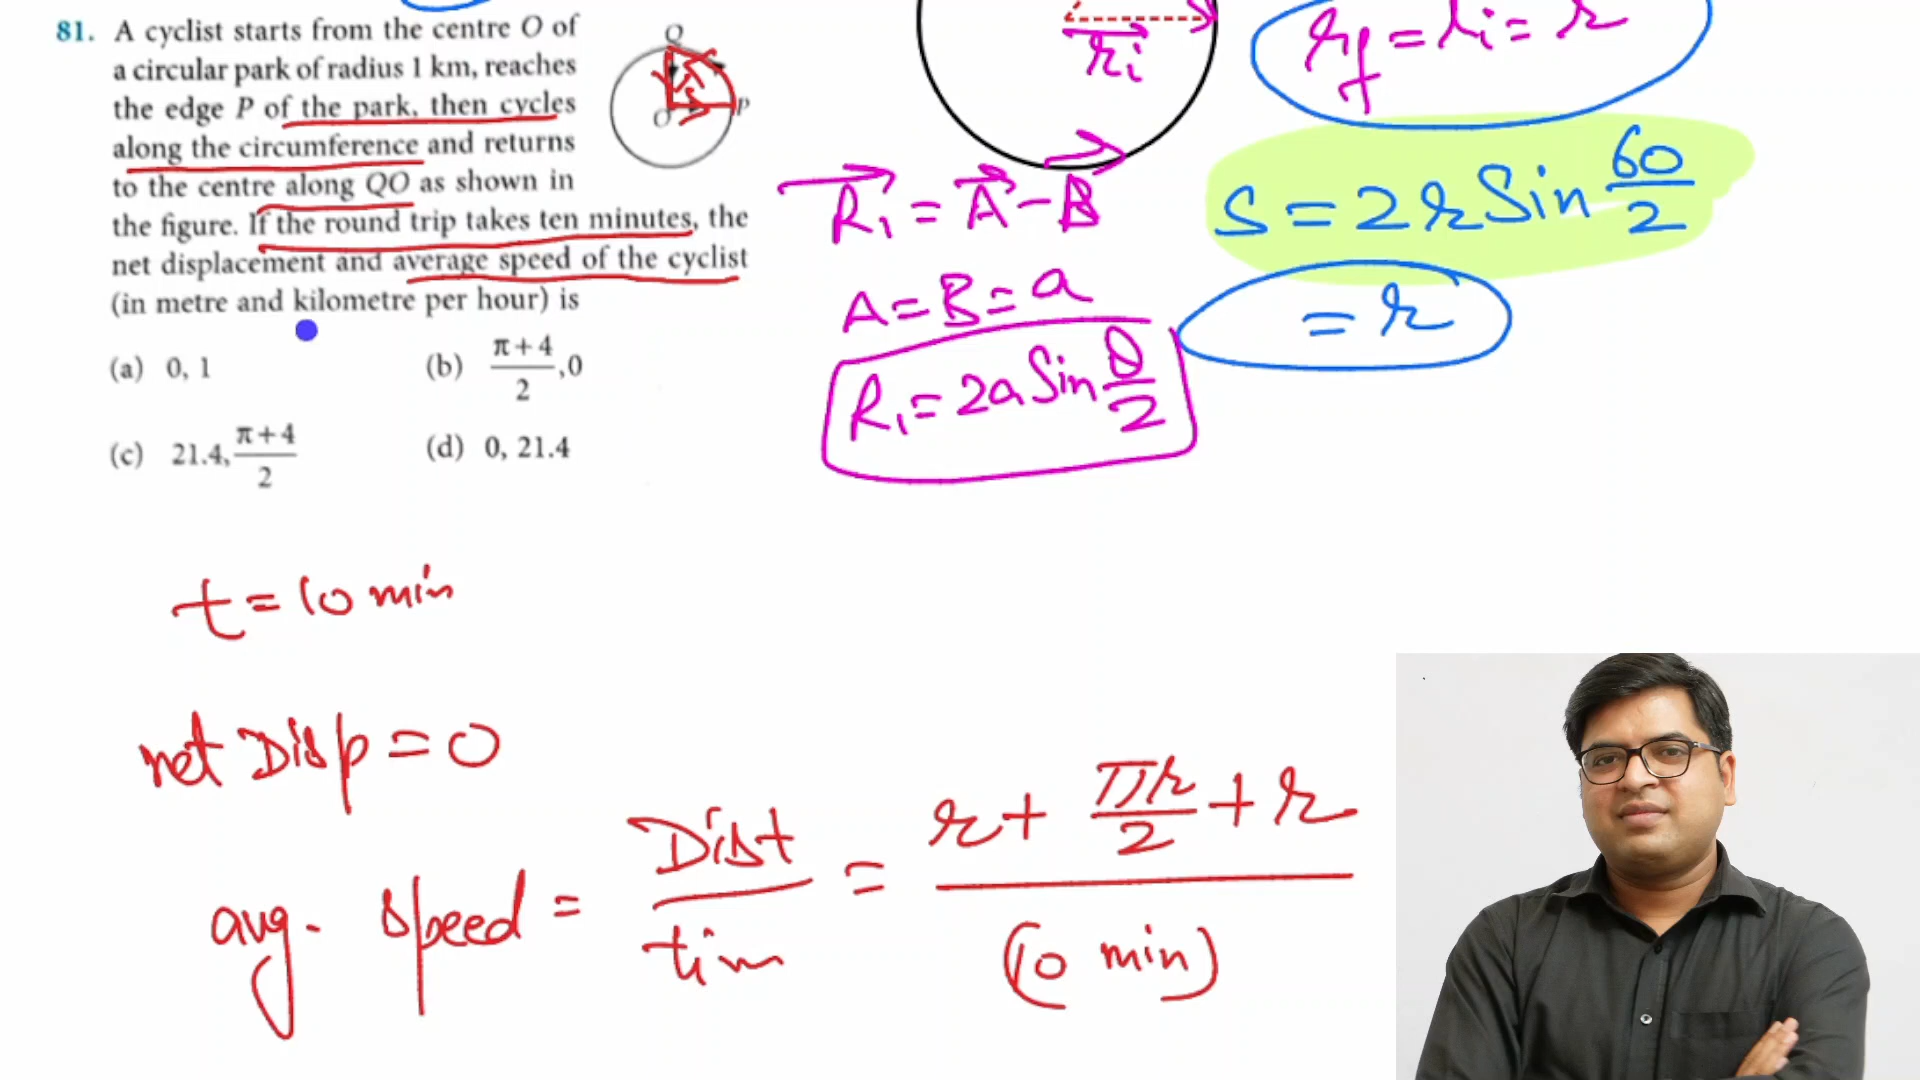 81. A cyclist starts from the centre O of
a circular park of radius 1 km, reaches
the edge P of the park, then cycles
along the circumference and returns
to the centre along QO as shown in
the figure. If the round trip takes ten minutes, the
net displacement and average speed of the cyclist
(in metre and kilometre per hour) is
(a) 0, 1
(b) π+4/2 ,0
(c) 21.4, π+4/2
(d) 0, 21.4
Q
O
P
r⃗i
rf = ri = r
R⃗1 = A⃗ − B⃗
A = B = a
R1 = 2a Sin θ/2
S = 2r Sin 60/2
= r
t = 10 min
net Disp = 0
avg. speed = Dist/tim = r + πr/2 + r/(10 min)